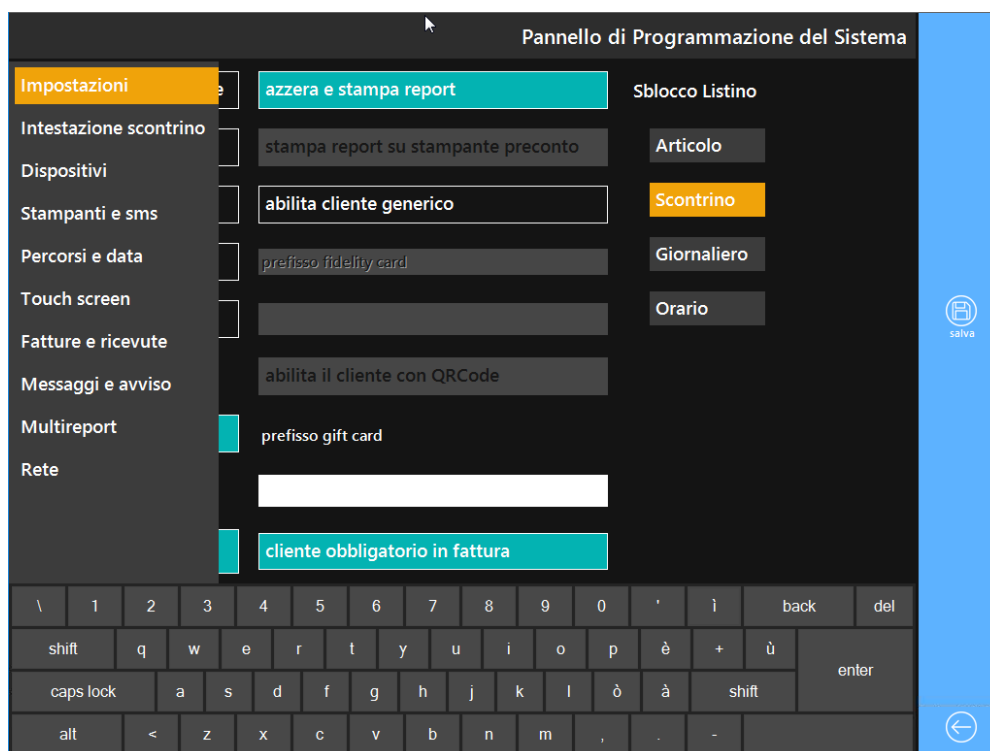 Pannello di Programmazione del Sistema
Impostazioni
Intestazione scontrino
Dispositivi
Stampanti e sms
Percorsi e data
Touch screen
Fatture e ricevute
Messaggi e avviso
Multireport
Rete
e
azzera e stampa report
stampa report su stampante preconto
abilita cliente generico
prefisso fidelity card
abilita il cliente con QRCode
prefisso gift card
cliente obbligatorio in fattura
Sblocco Listino
Articolo
Scontrino
Giornaliero
Orario
salva
\ 1 2 3 4 5 6 7 8 9 0 ' ì back del
shift q w e r t y u i o p è + ù enter
caps lock a s d f g h j k l ò à shift
alt < z x c v b n m , . -